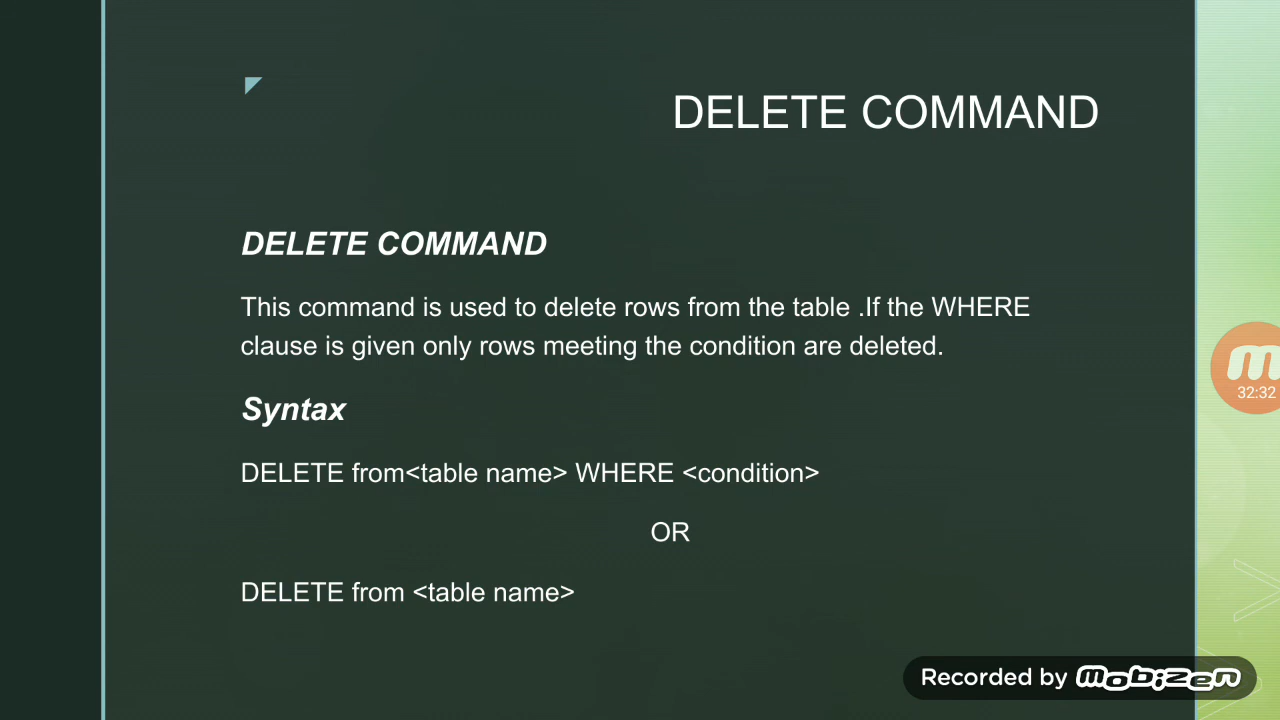 DELETE COMMAND
DELETE COMMAND
This command is used to delete rows from the table .If the WHERE
clause is given only rows meeting the condition are deleted.
Syntax
DELETE from<table name> WHERE <condition>
OR
DELETE from <table name>
m
32:32
Recorded by mobizen